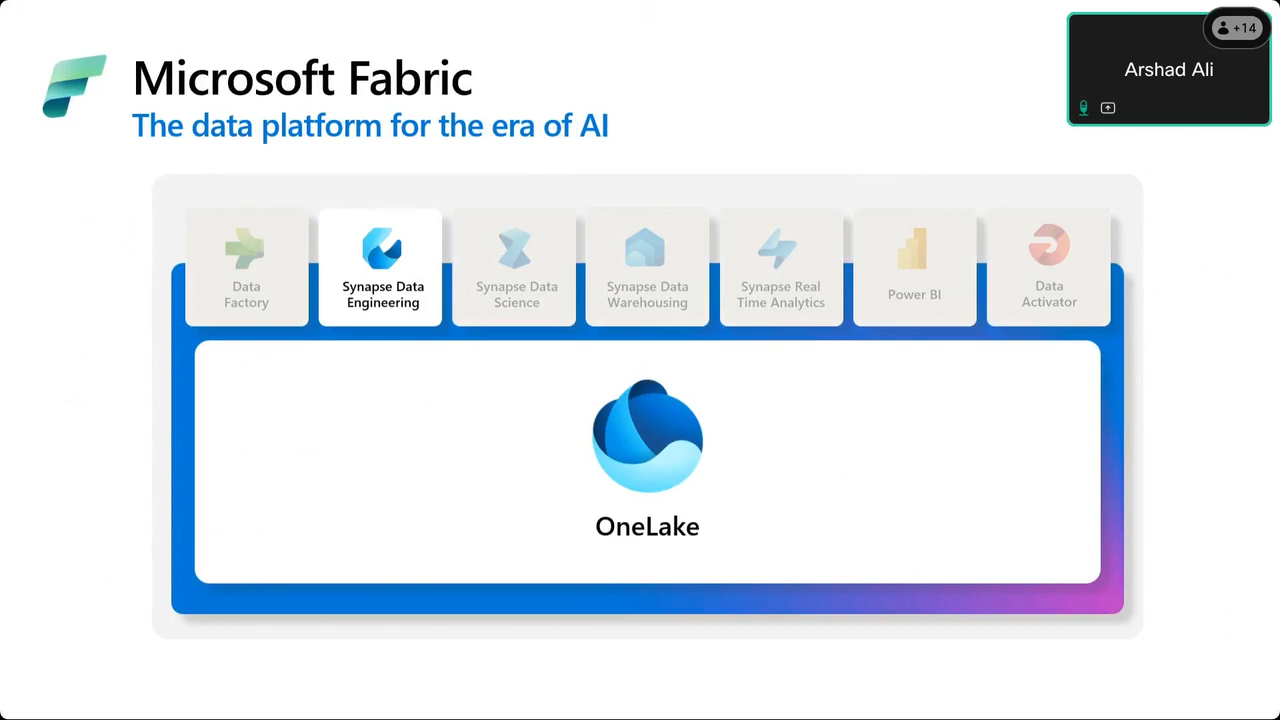 Microsoft Fabric
The data platform for the era of AI
+14
Arshad Ali
Data
Factory
Synapse Data
Engineering
Synapse Data
Science
Synapse Data
Warehousing
Synapse Real
Time Analytics
Power BI
Data
Activator
OneLake